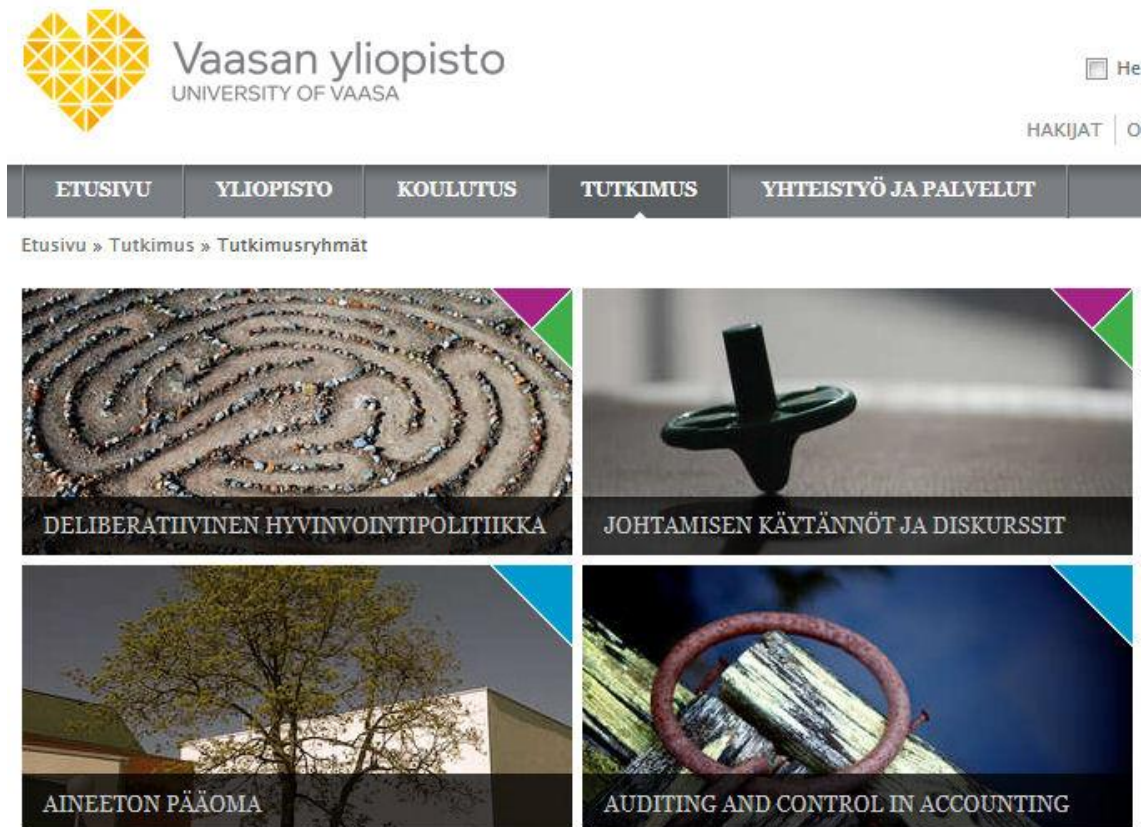 Vaasan yliopisto
UNIVERSITY OF VAASA
HAKIJAT
ETUSIVU YLIOPISTO KOULUTUS TUTKIMUS YHTEISTYÖ JA PALVELUT
Etusivu » Tutkimus » Tutkimusryhmät
DELIBERATIIVINEN HYVINVOINTIPOLITIIKKA JOHTAMISEN KÄYTÄNNÖT JA DISKURSSIT
AINEETON PÄÄOMA AUDITING AND CONTROL IN ACCOUNTING